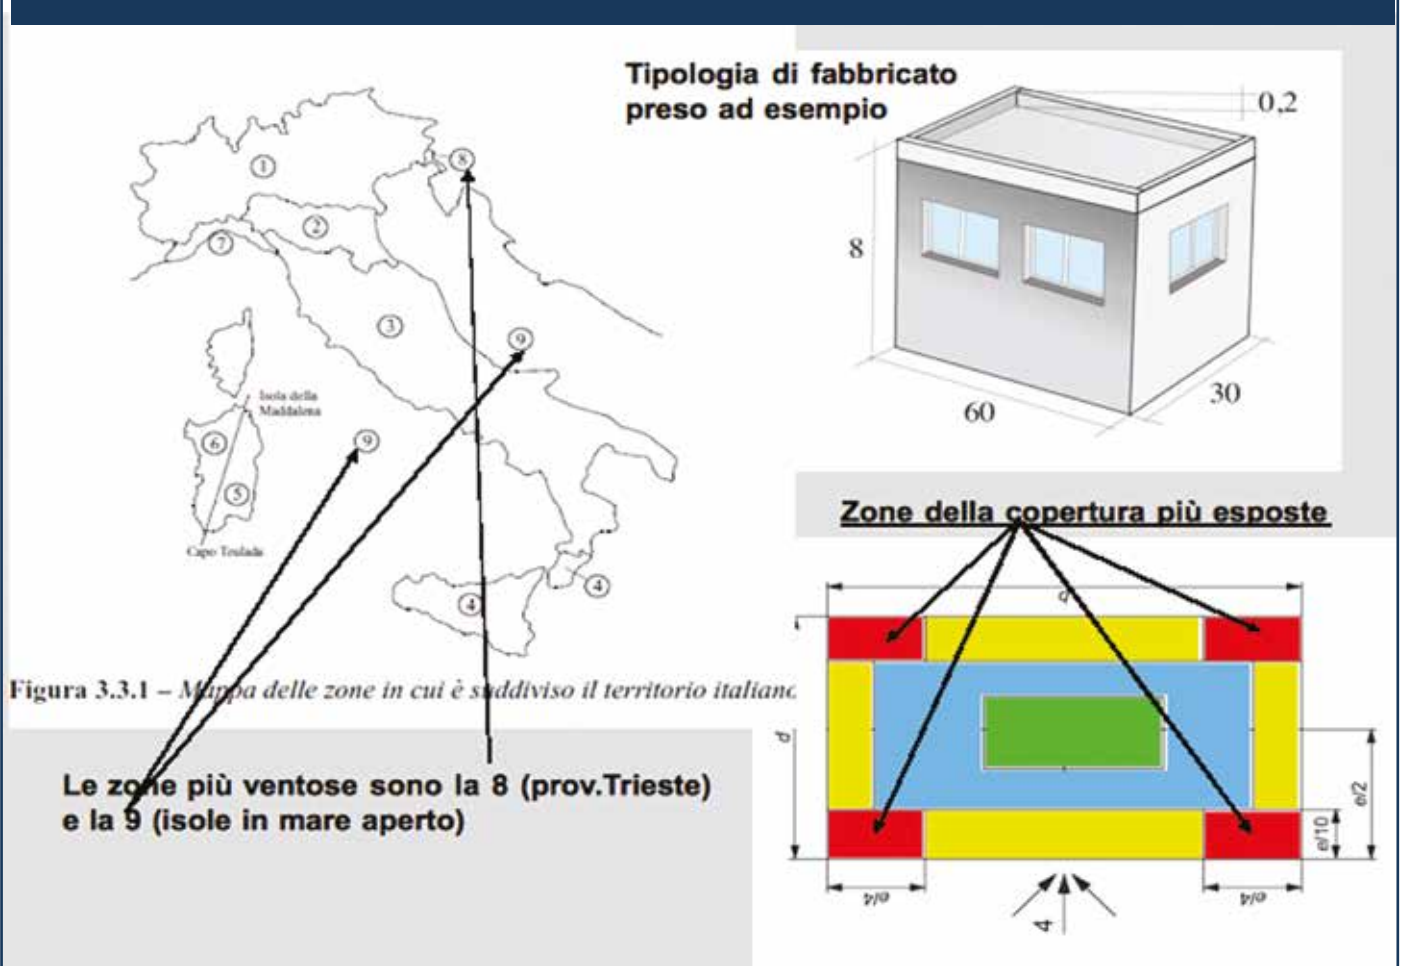 Tipologia di fabbricato
preso ad esempio
0,2
8
60
30
1
2
3
4
4
5
6
7
8
9
9
Isola della
Maddalena
Capo Teulada
Figura 3.3.1 – Mappa delle zone in cui è suddiviso il territorio italiano
Le zone più ventose sono la 8 (prov.Trieste)
e la 9 (isole in mare aperto)
Zone della copertura più esposte
b
d
e/2
e/10
e/4
e/4
4